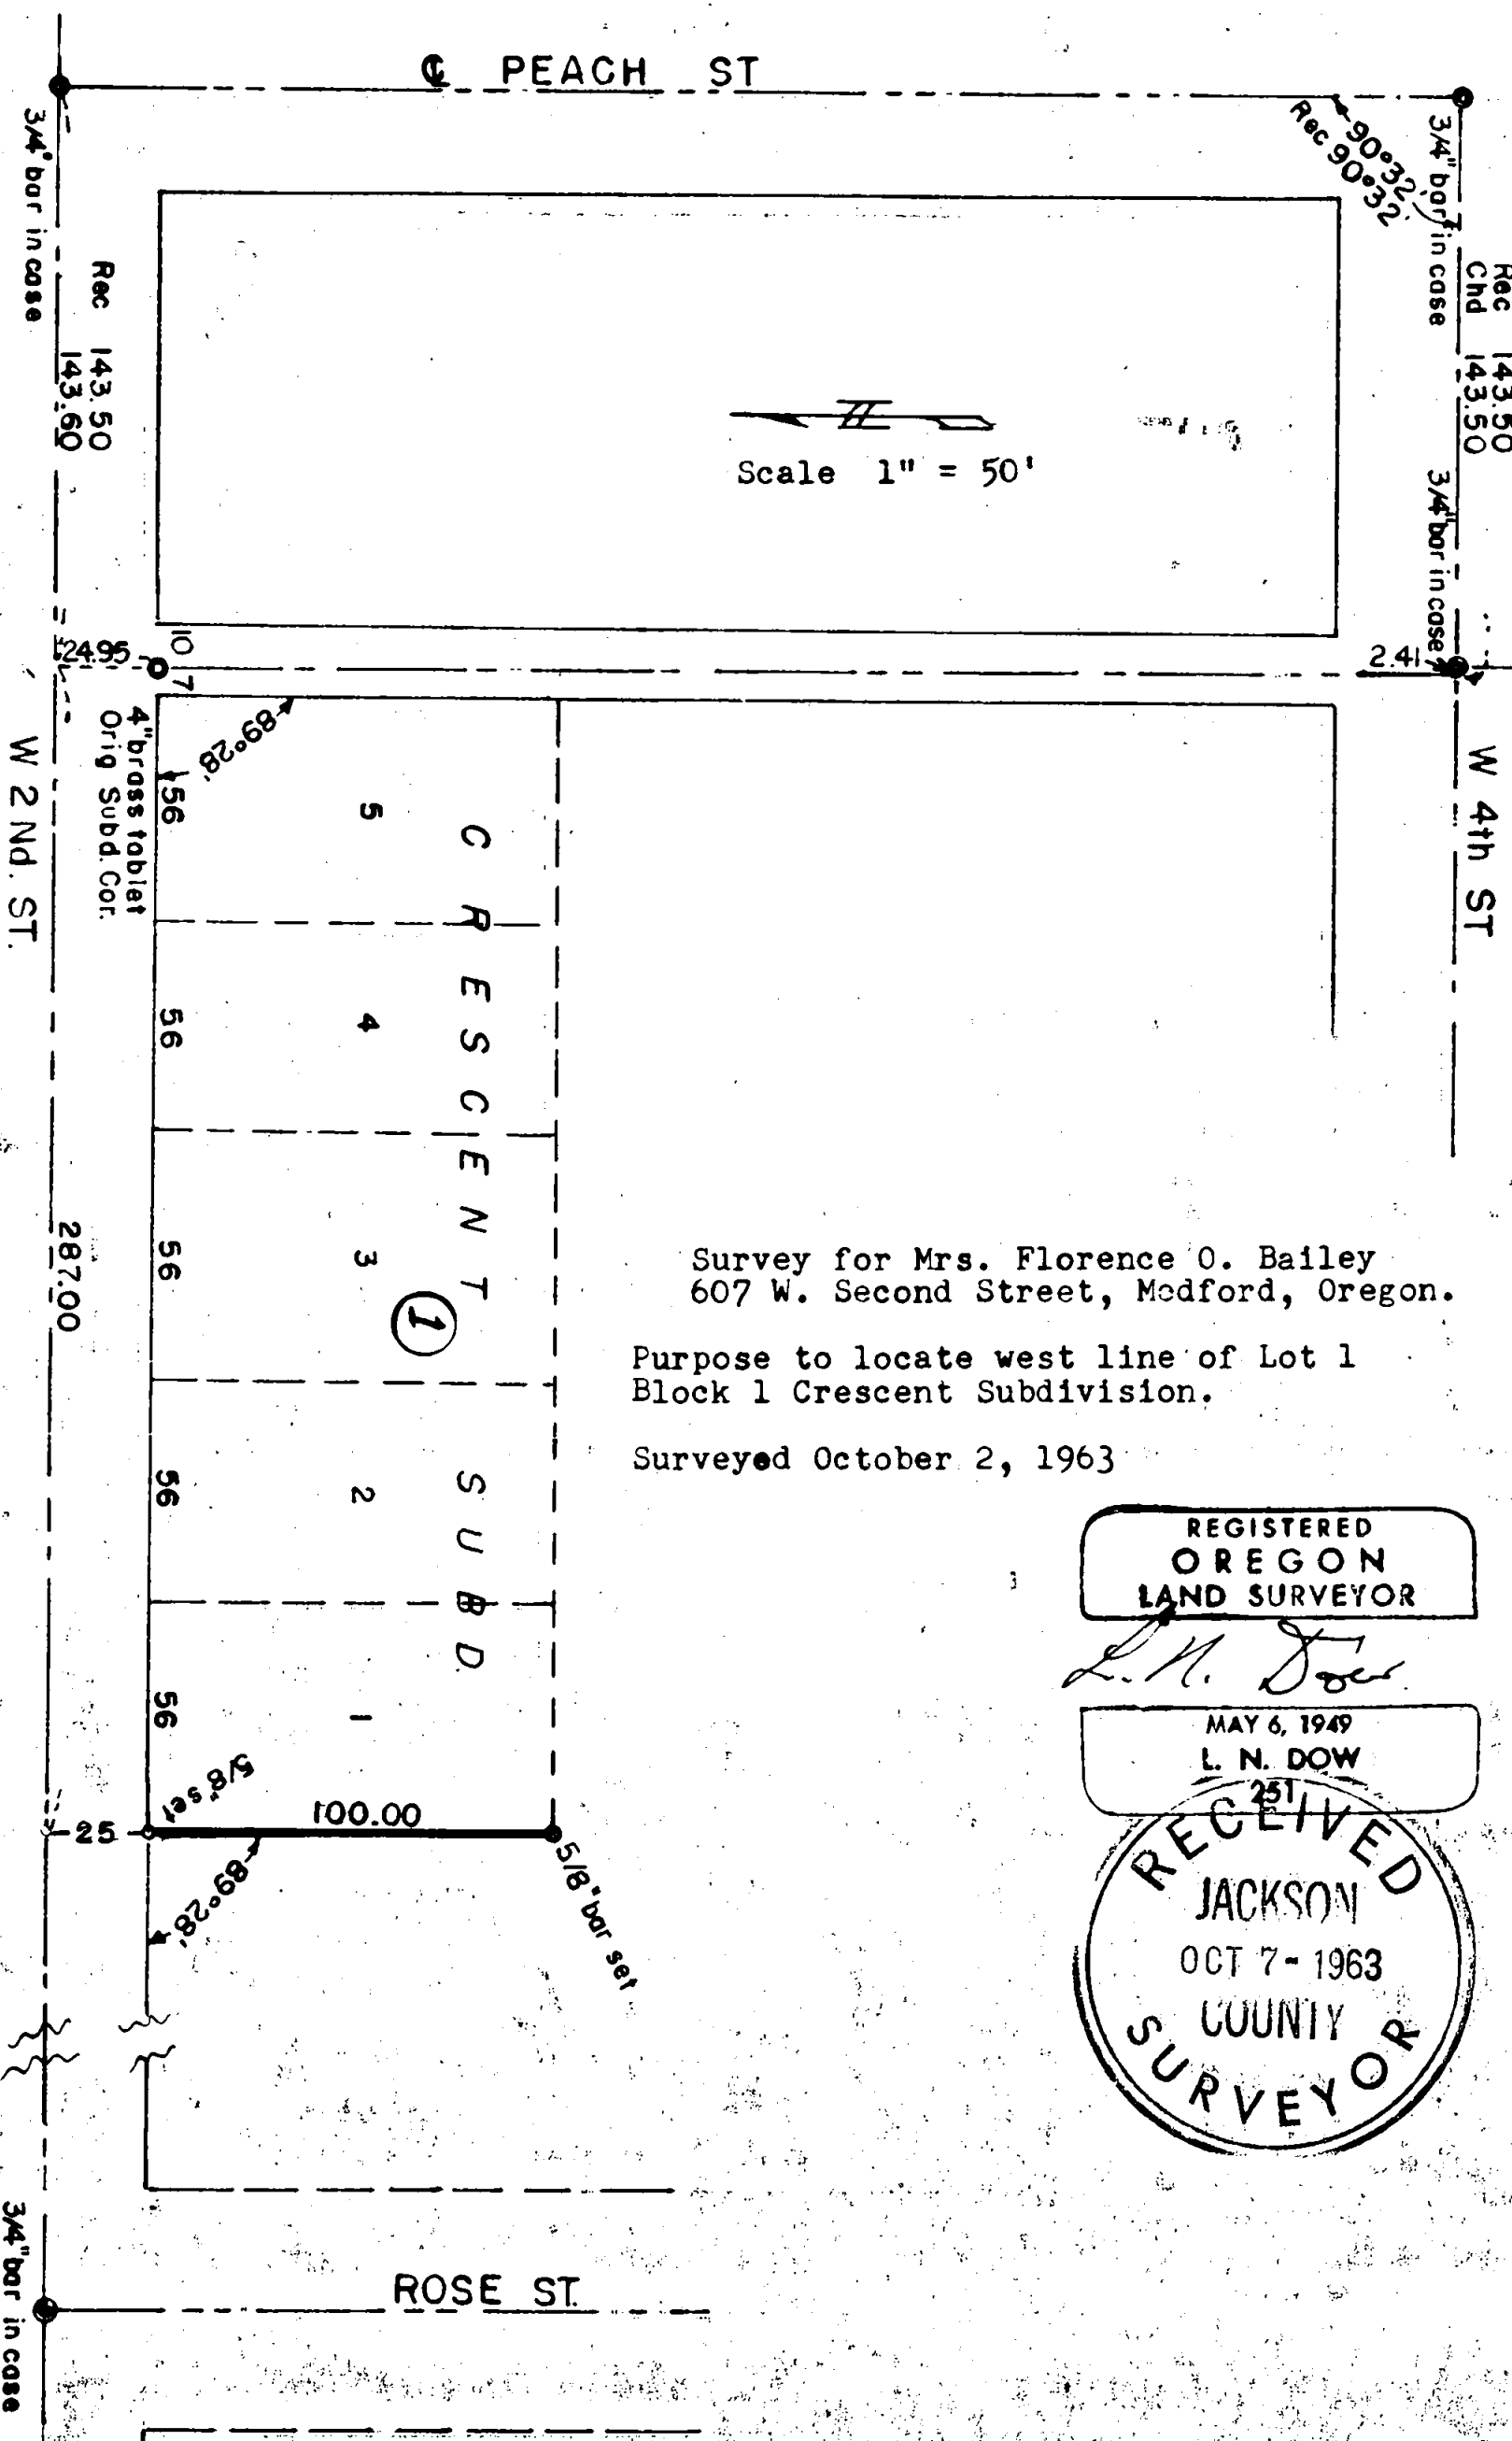 ℄ PEACH ST
3/4" bar in case
Rec 143.50
143.60
90°32'
Rec 90°32'
3/4" bar in case
Rec 143.50
Chd 143.50
3/4" bar in case
Scale 1" = 50'
24.95
10
7
2.41
4" brass tablet
Orig Subd. Cor.
89°28'
W 2Nd. ST.
W 4th ST
56
5
56
4
56
3
56
2
56
1
CRESCENT SUBD.
1
287.00
Survey for Mrs. Florence O. Bailey
607 W. Second Street, Medford, Oregon.
Purpose to locate west line of Lot 1
Block 1 Crescent Subdivision.
Surveyed October 2, 1963
REGISTERED
OREGON
LAND SURVEYOR
L. N. Dow
MAY 6, 1949
L. N. DOW
251
RECEIVED
JACKSON
OCT 7 - 1963
COUNTY
SURVEYOR
5/8" set
100.00
25
89°28'
5/8" bar set
ROSE ST.
3/4" bar in case